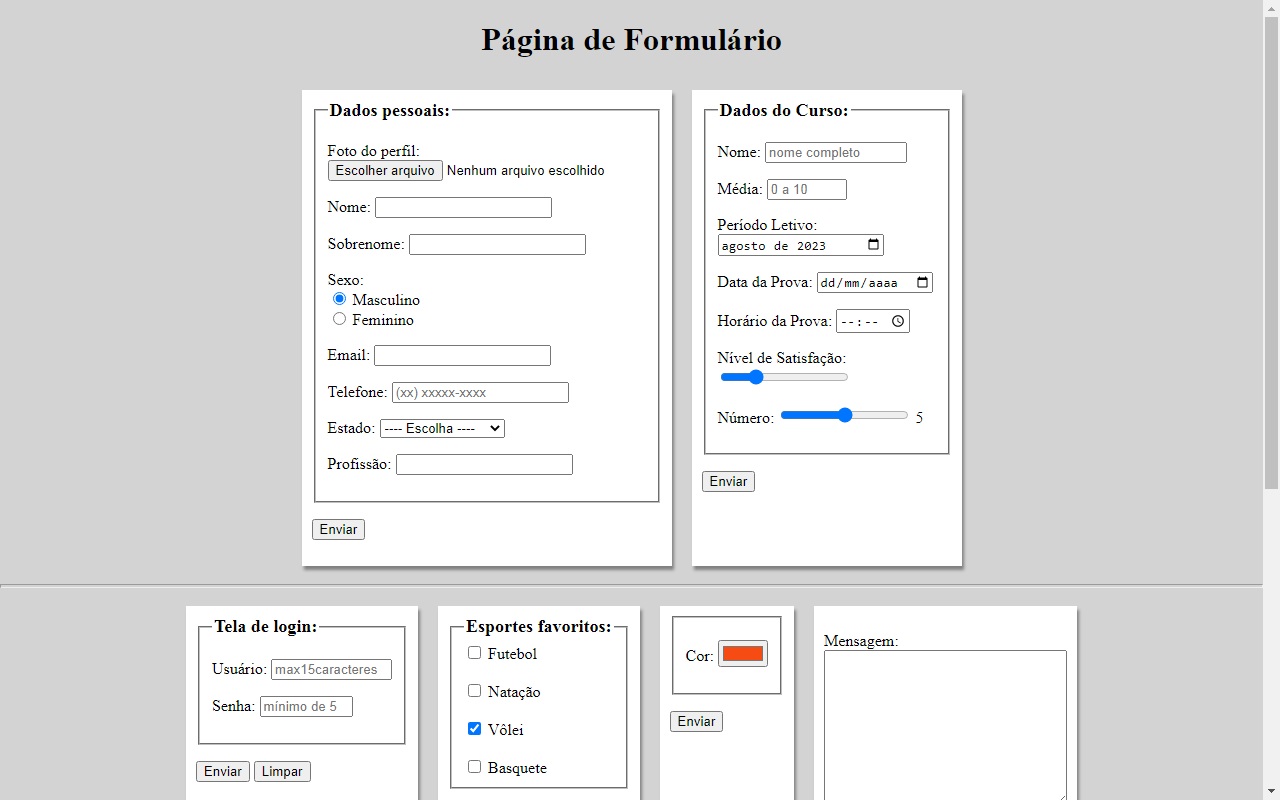 Página de Formulário
Dados pessoais:
Foto do perfil:
Escolher arquivo Nenhum arquivo escolhido
Nome:
Sobrenome:
Sexo:
Masculino
Feminino
Email:
Telefone: (xx) xxxxx-xxxx
Estado: ---- Escolha ----
Profissão:
Enviar
Dados do Curso:
Nome: nome completo
Média: 0 a 10
Período Letivo:
agosto de 2023
Data da Prova: dd/mm/aaaa
Horário da Prova: --:--
Nível de Satisfação:
Número: 5
Enviar
Tela de login:
Usuário: max15caracteres
Senha: mínimo de 5
Enviar Limpar
Esportes favoritos:
Futebol
Natação
Vôlei
Basquete
Cor:
Enviar
Mensagem: